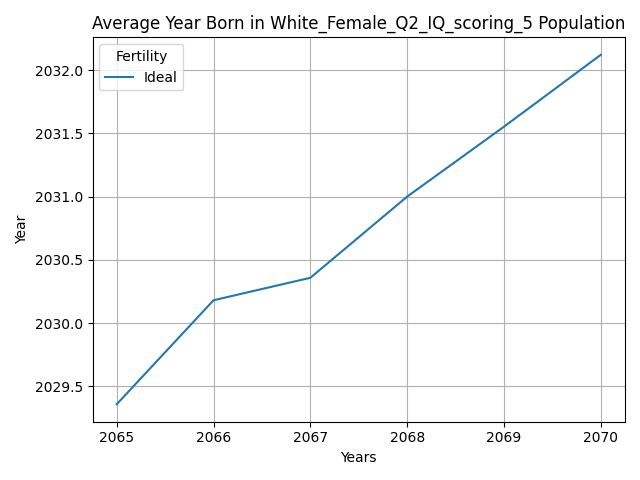 Average Year Born in White_Female_Q2_IQ_scoring_5 Population
Fertility
Ideal
2032.0
2031.5
2031.0
2030.5
2030.0
2029.5
Year
2065 2066 2067 2068 2069 2070
Years